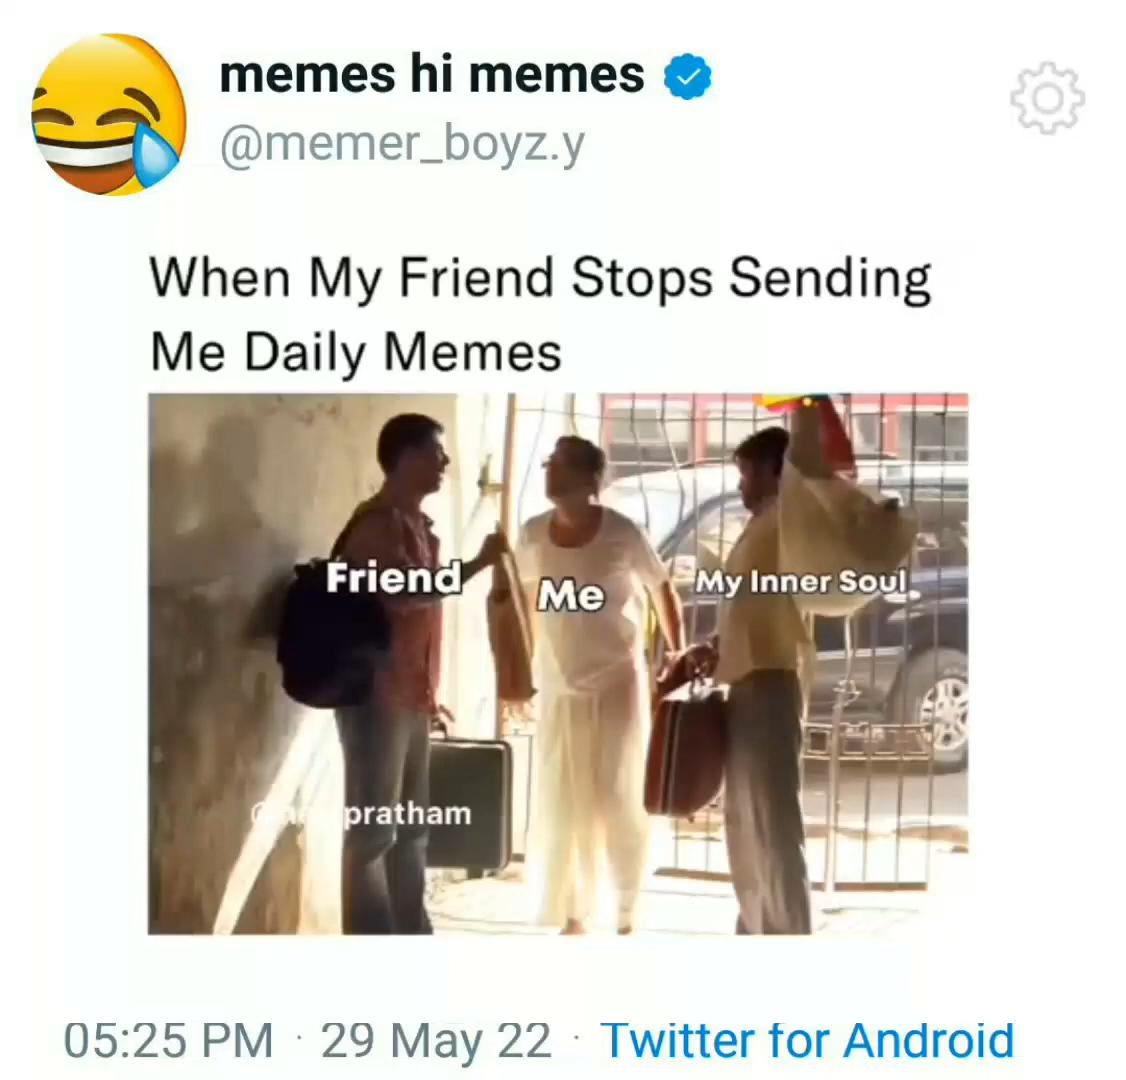 memes hi memes
@memer_boyz.y
When My Friend Stops Sending
Me Daily Memes
Friend
Me
My Inner Soul
pratham
05:25 PM · 29 May 22 · Twitter for Android